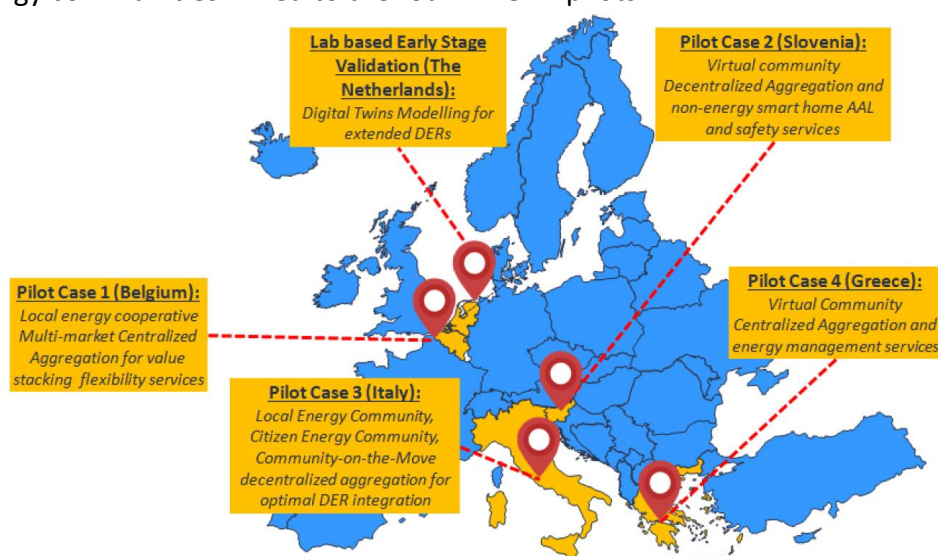 Lab based Early Stage
Validation (The
Netherlands):
Digital Twins Modelling for
extended DERs
Pilot Case 2 (Slovenia):
Virtual community
Decentralized Aggregation and
non-energy smart home AAL
and safety services
Pilot Case 1 (Belgium):
Local energy cooperative
Multi-market Centralized
Aggregation for value
stacking flexibility services
Pilot Case 4 (Greece):
Virtual Community
Centralized Aggregation and
energy management services
Pilot Case 3 (Italy):
Local Energy Community,
Citizen Energy Community,
Community-on-the-Move
decentralized aggregation for
optimal DER integration